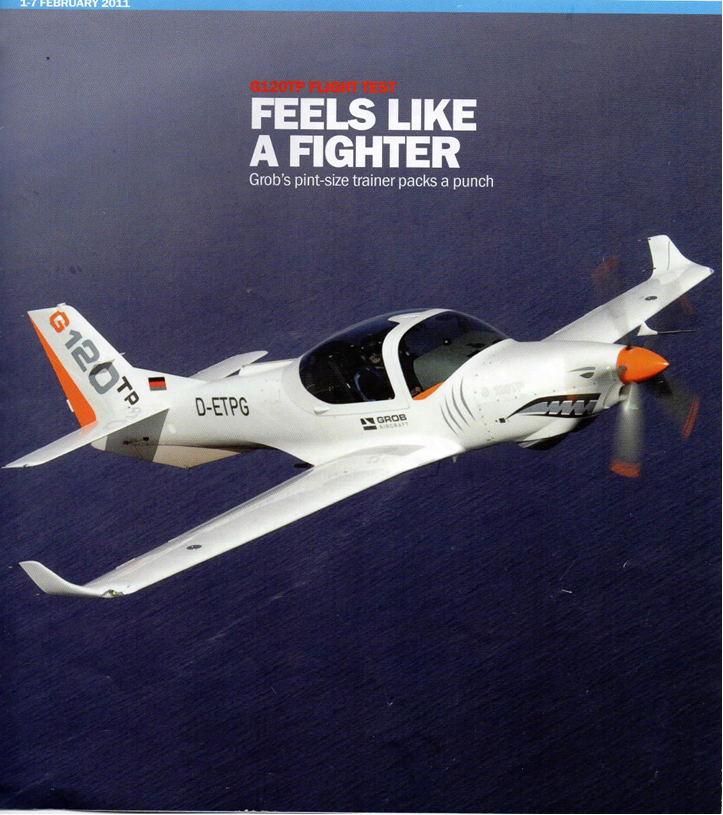 1-7 FEBRUARY 2011
G120TP FLIGHT TEST
FEELS LIKE
A FIGHTER
Grob's pint-size trainer packs a punch
G120TP
D-ETPG
GROB
AIRCRAFT